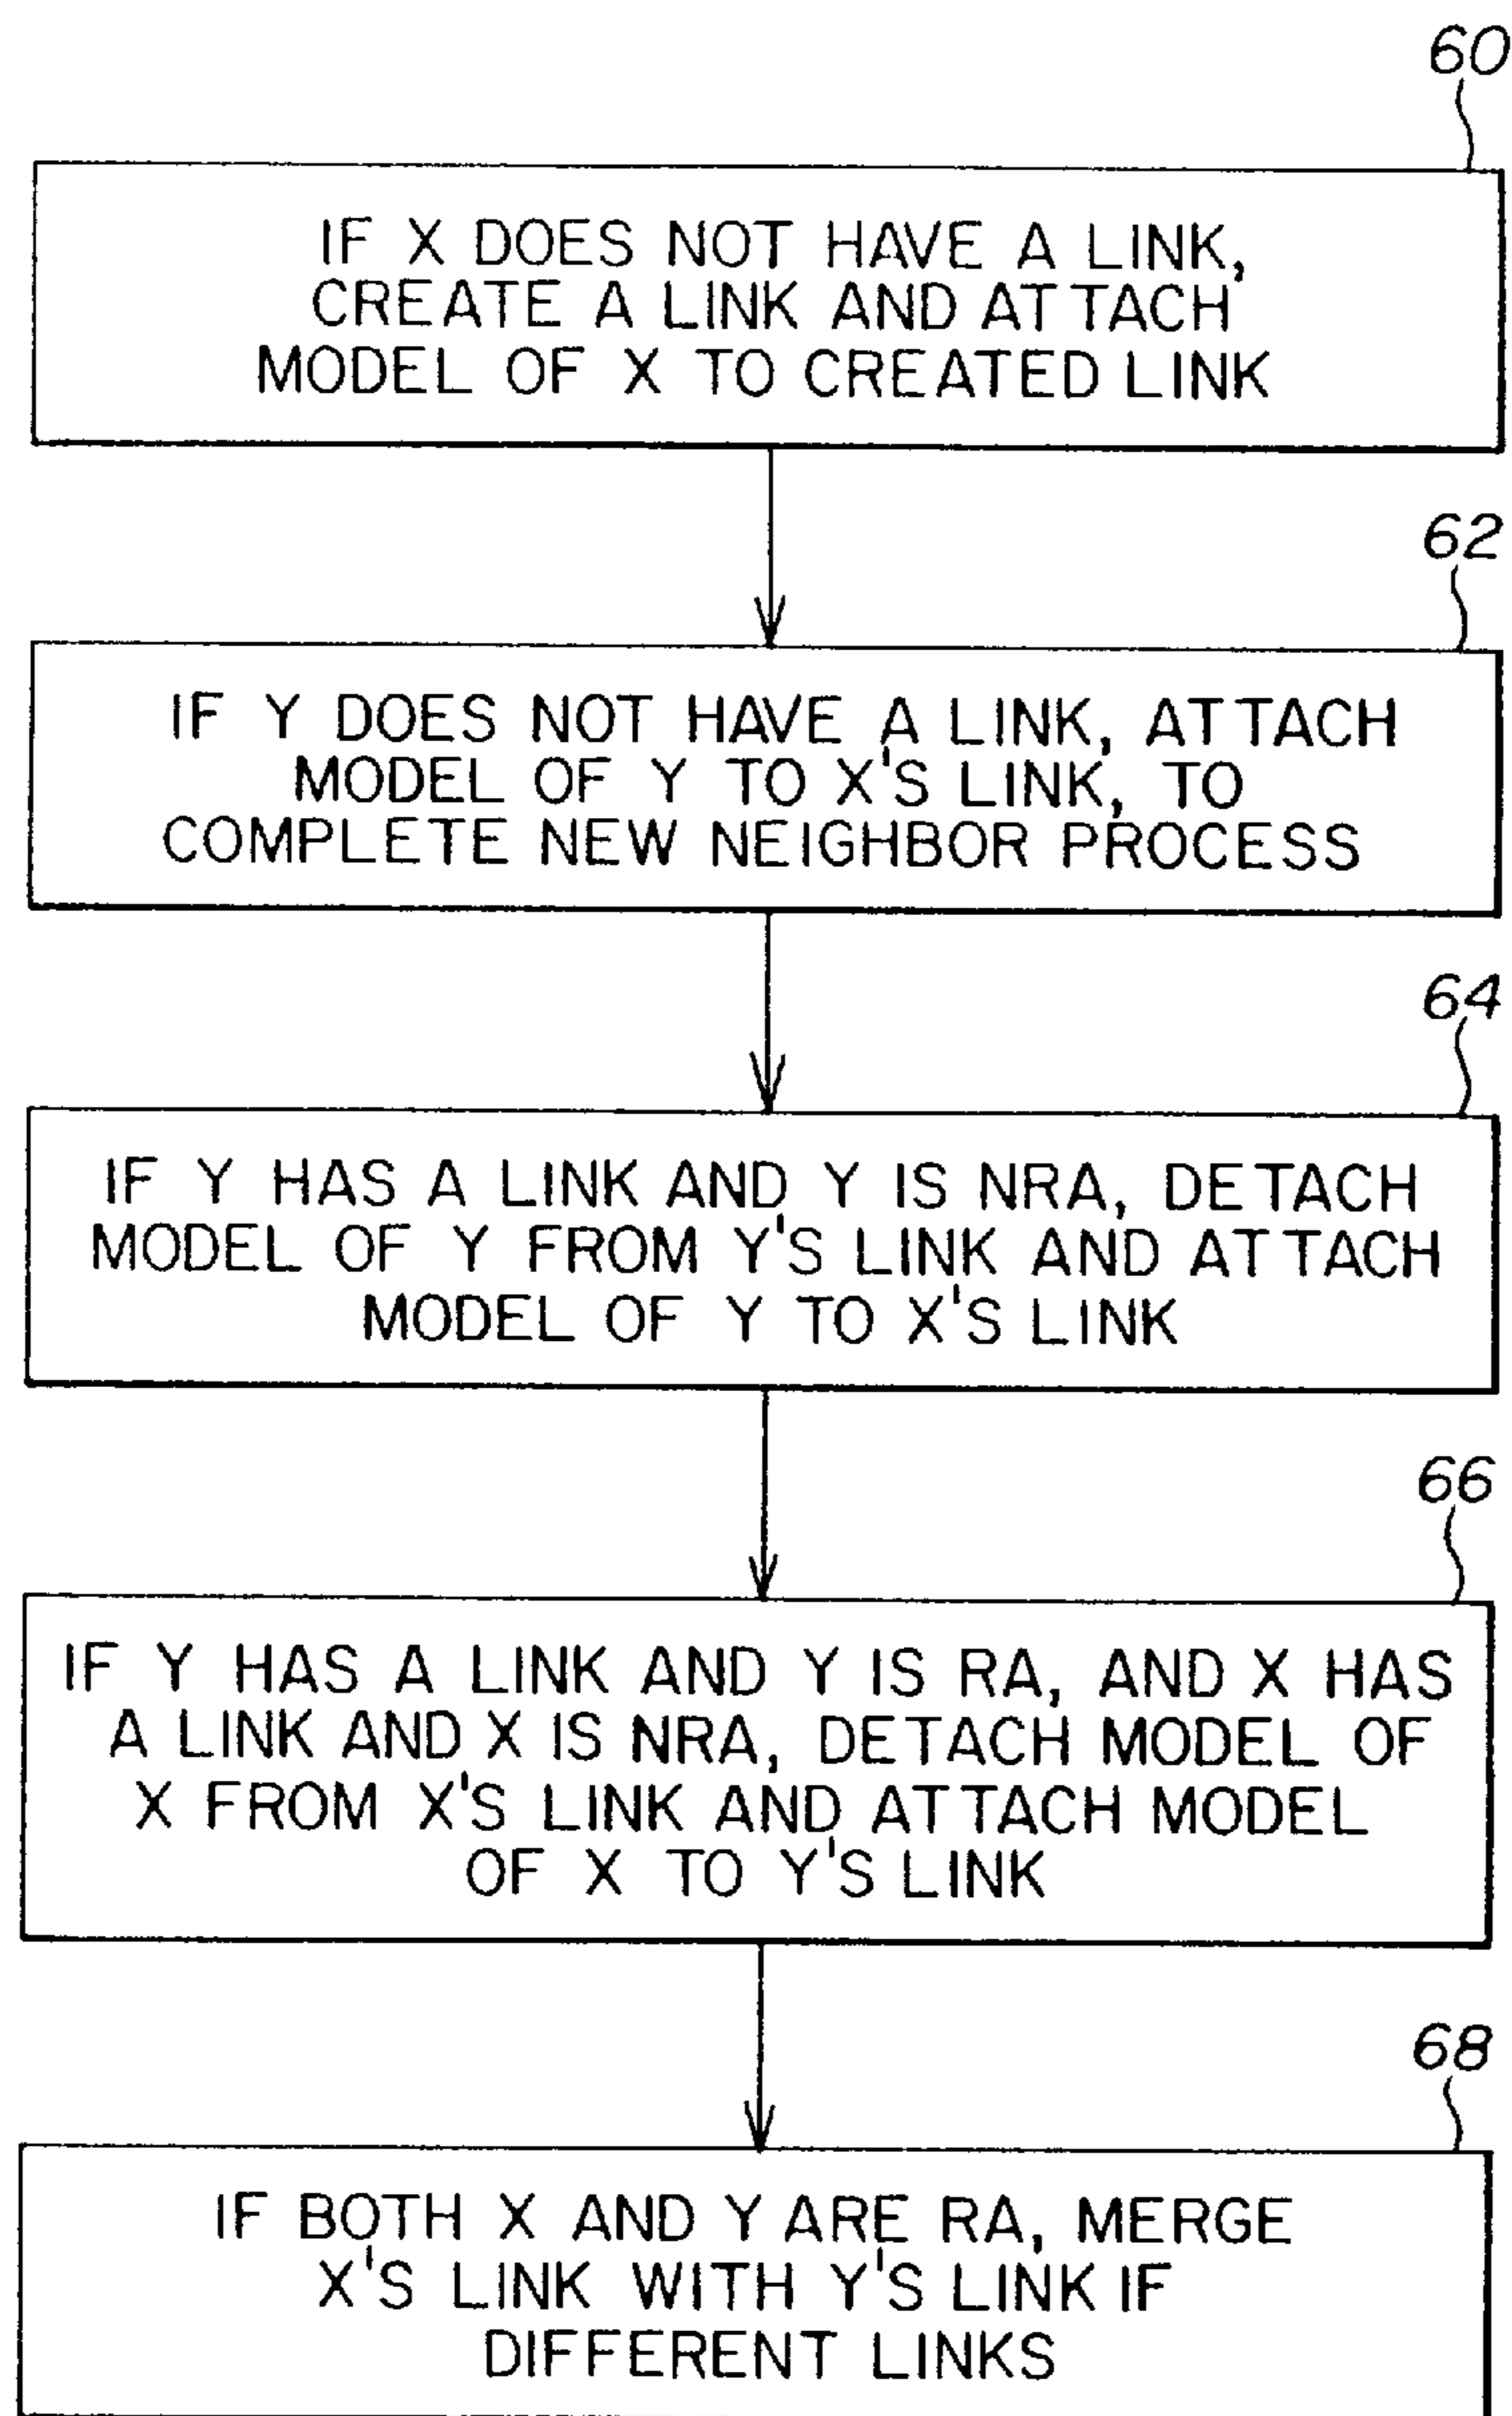 60
IF X DOES NOT HAVE A LINK,
CREATE A LINK AND ATTACH
MODEL OF X TO CREATED LINK
62
IF Y DOES NOT HAVE A LINK, ATTACH
MODEL OF Y TO X'S LINK, TO
COMPLETE NEW NEIGHBOR PROCESS
64
IF Y HAS A LINK AND Y IS NRA, DETACH
MODEL OF Y FROM Y'S LINK AND ATTACH
MODEL OF Y TO X'S LINK
66
IF Y HAS A LINK AND Y IS RA, AND X HAS
A LINK AND X IS NRA, DETACH MODEL OF
X FROM X'S LINK AND ATTACH MODEL
OF X TO Y'S LINK
68
IF BOTH X AND Y ARE RA, MERGE
X'S LINK WITH Y'S LINK IF
DIFFERENT LINKS